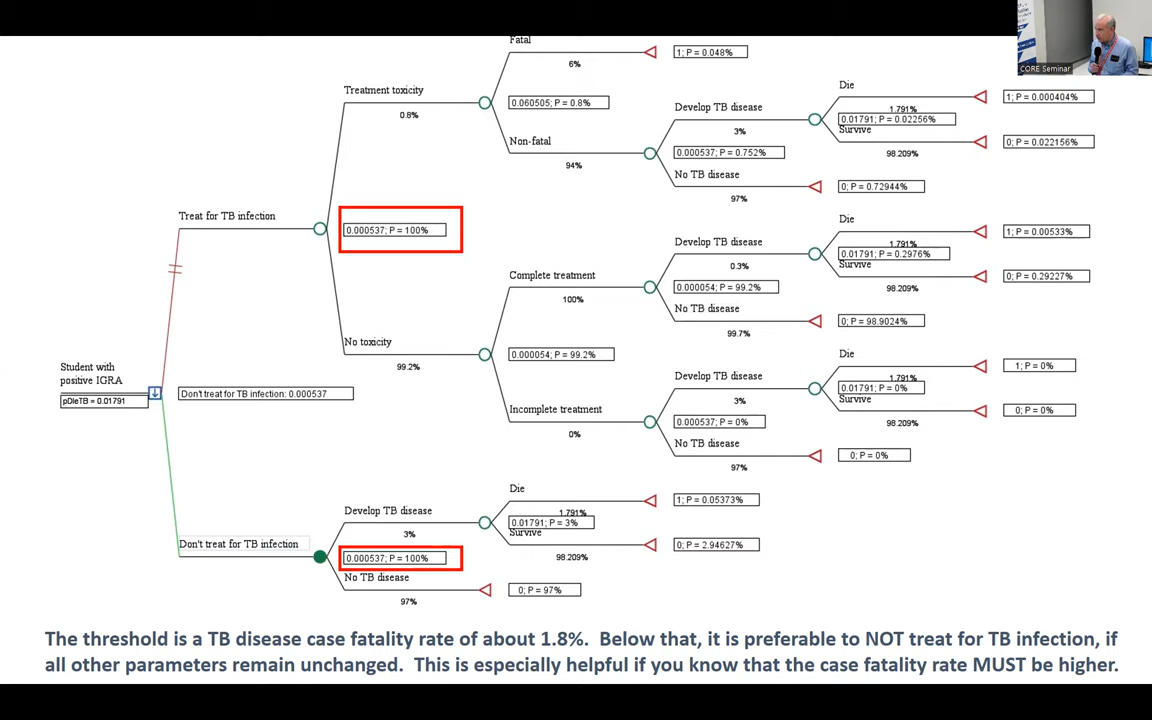 Fatal
6%
1; P = 0.048%
Treatment toxicity
0.8%
0.060505; P = 0.8%
Non-fatal
94%
Develop TB disease
3%
0.000537; P = 0.752%
No TB disease
97%
0; P = 0.72944%
Die
1.791%
0.01791; P = 0.02256%
Survive
98.209%
1; P = 0.000404%
0; P = 0.022156%
CORE Seminar
Treat for TB infection
0.000537; P = 100%
No toxicity
99.2%
0.000054; P = 99.2%
Complete treatment
100%
Develop TB disease
0.3%
0.000054; P = 99.2%
No TB disease
99.7%
0; P = 98.9024%
Die
1.791%
0.01791; P = 0.2976%
Survive
98.209%
1; P = 0.00533%
0; P = 0.29227%
Incomplete treatment
0%
Develop TB disease
3%
0.000537; P = 0%
No TB disease
97%
0; P = 0%
Die
1.791%
0.01791; P = 0%
Survive
98.209%
1; P = 0%
0; P = 0%
Student with
positive IGRA
pDieTB = 0.01791
Don't treat for TB infection: 0.000537
Don't treat for TB infection
Develop TB disease
3%
0.000537; P = 100%
No TB disease
97%
0; P = 97%
Die
1.791%
0.01791; P = 3%
Survive
98.209%
1; P = 0.05373%
0; P = 2.94627%
The threshold is a TB disease case fatality rate of about 1.8%. Below that, it is preferable to NOT treat for TB infection, if
all other parameters remain unchanged. This is especially helpful if you know that the case fatality rate MUST be higher.